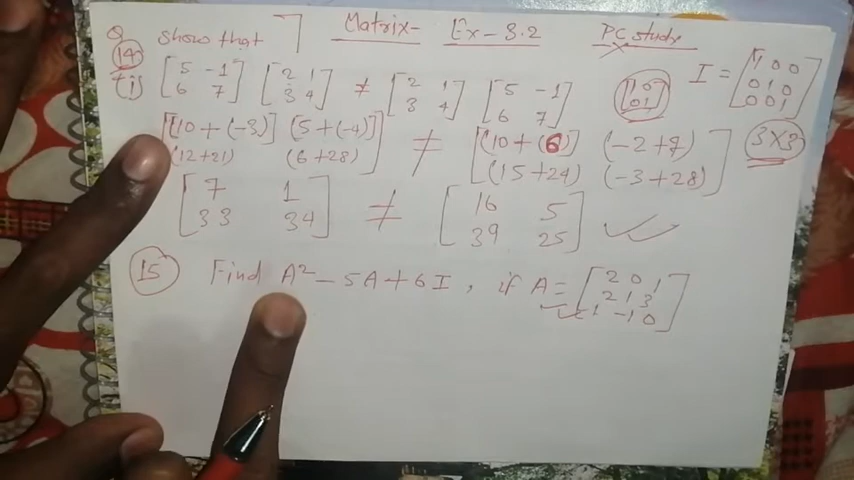 Q Show that Matrix- Ex-3.2 PC study
14 (i) [5 -1 [2 1 ≠ [2 1 [5 -1 [1 0 I = [1 0 0
6 7] 3 4] 3 4] 6 7] 0 1] 0 1 0
0 0 1]
[[10+(-3)] [5+(-4)]] ≠ [(10+(6)] (-2+7) 3×3
(12+21) (6+28)] (15+24) (-3+28)]
[7 1 ≠ [16 5
33 34] 39 25]
15 Find A² - 5A + 6I , if A = [2 0 1
2 1 3
1 -1 0]